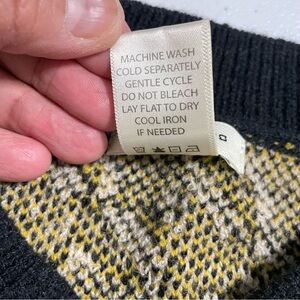 MACHINE WASH
COLD SEPARATELY
GENTLE CYCLE
DO NOT BLEACH
LAY FLAT TO DRY
COOL IRON
IF NEEDED